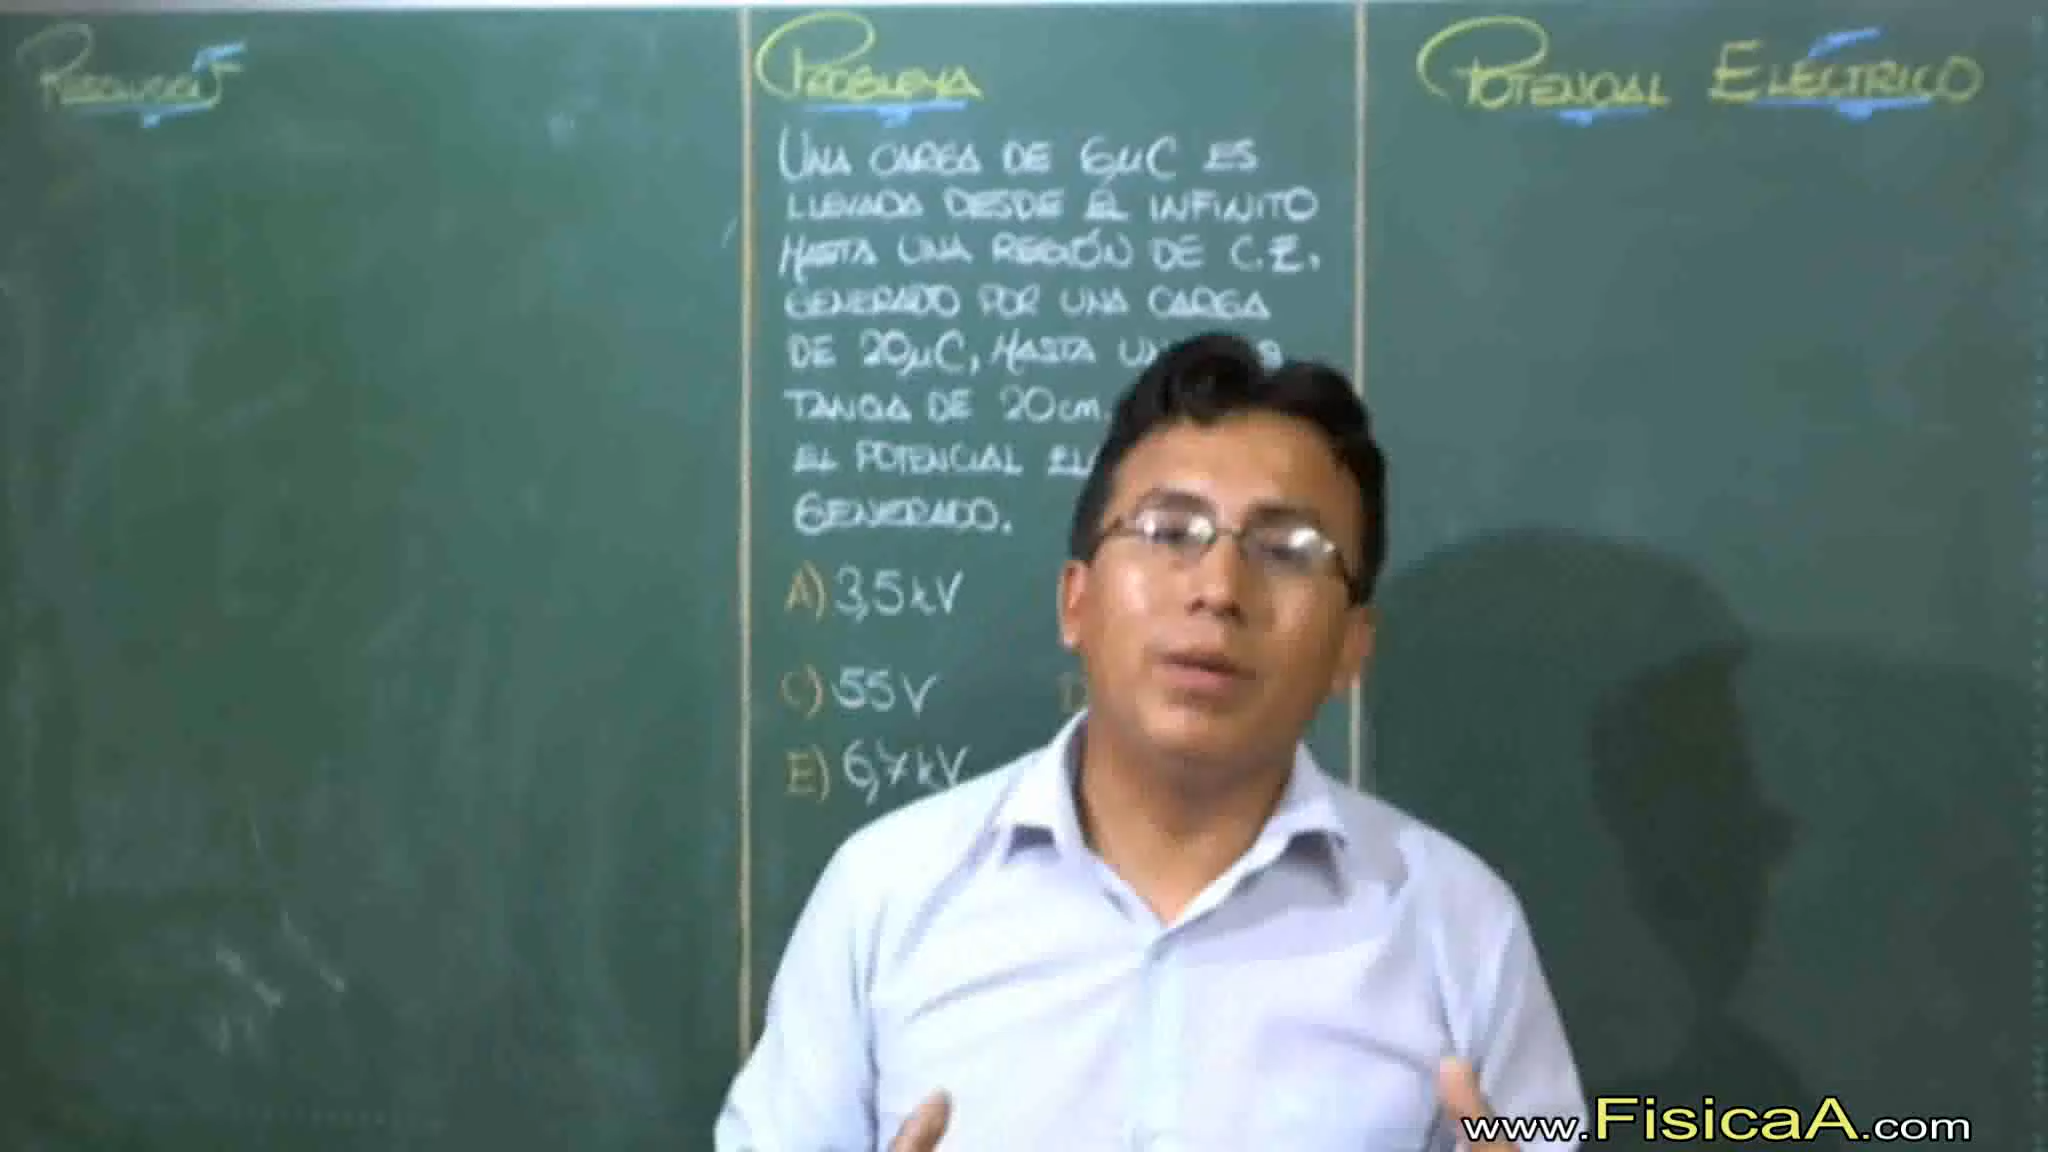 Resolución
Problema
Potencial Eléctrico
Una carga de 6μC es
llevada desde el infinito
hasta una región de C.E.
generado por una carga
de 20μC, hasta
tancia de 20cm.
el potencial
generado.
A) 3,5kV
C) 55V
E) 6,7kV
www.FisicaA.com